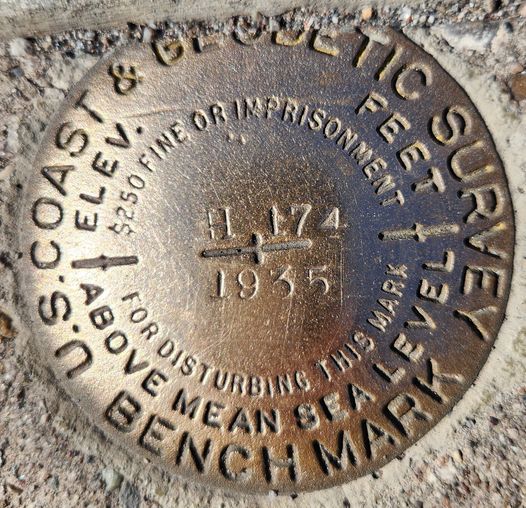 U.S. COAST & GEODETIC SURVEY
BENCH MARK
ELEV. FEET
ABOVE MEAN SEA LEVEL
$250 FINE OR IMPRISONMENT
FOR DISTURBING THIS MARK
H 174
1935